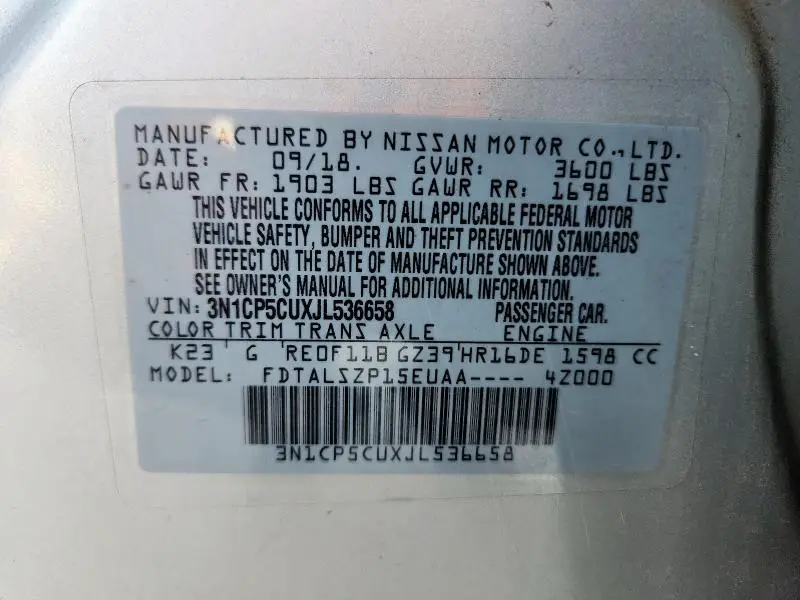 MANUFACTURED BY NISSAN MOTOR CO., LTD.
DATE: 09/18. GVWR: 3600 LBS
GAWR FR: 1903 LBS GAWR RR: 1698 LBS
THIS VEHICLE CONFORMS TO ALL APPLICABLE FEDERAL MOTOR
VEHICLE SAFETY, BUMPER AND THEFT PREVENTION STANDARDS
IN EFFECT ON THE DATE OF MANUFACTURE SHOWN ABOVE.
SEE OWNER'S MANUAL FOR ADDITIONAL INFORMATION.
VIN: 3N1CP5CUXJL536658 PASSENGER CAR.
COLOR TRIM TRANS AXLE ENGINE
K23 G RE0F11B GZ39 HR16DE 1598 CC
MODEL: FDTALSZP15EUAA---- 4Z000
3N1CP5CUXJL536658